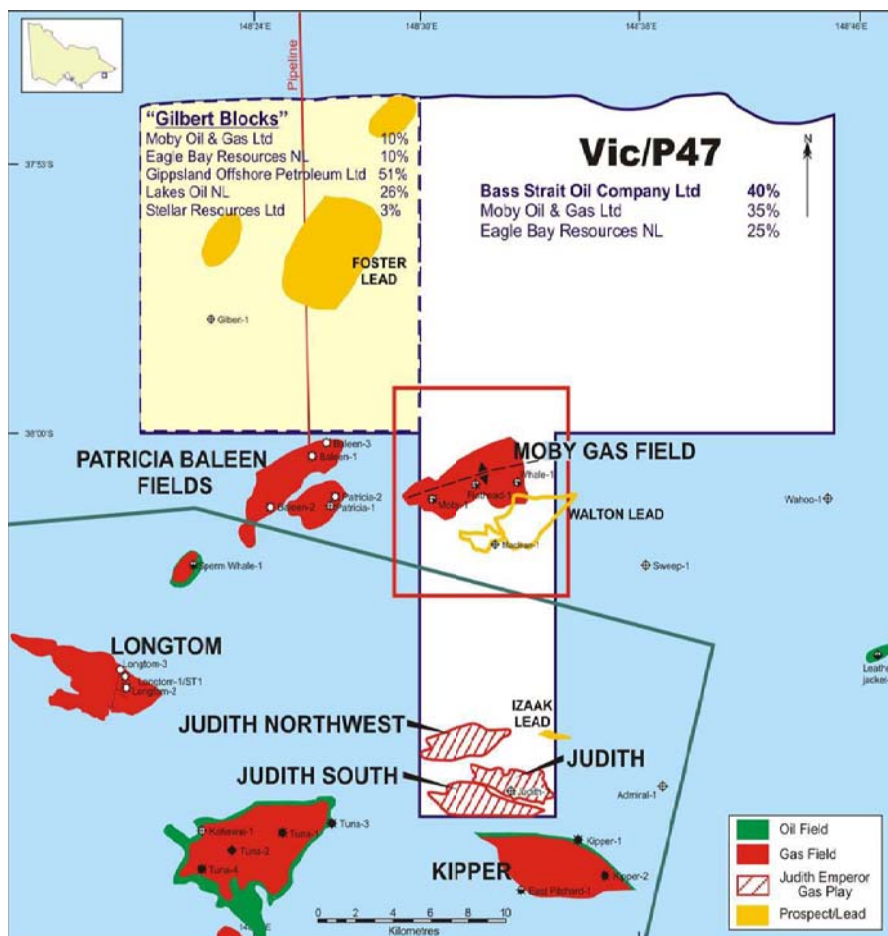 148°24'E
148°30'E
148°38'E
148°46'E
Pipeline
"Gilbert Blocks"
Moby Oil & Gas Ltd 10%
Eagle Bay Resources NL 10%
Gippsland Offshore Petroleum Ltd 51%
Lakes Oil NL 26%
Stellar Resources Ltd 3%
Vic/P47
N
Bass Strait Oil Company Ltd 40%
Moby Oil & Gas Ltd 35%
Eagle Bay Resources NL 25%
37°53'S
FOSTER
LEAD
Gilbert-1
38°00'S
Baleen-3
Baleen-1
PATRICIA BALEEN
FIELDS
MOBY GAS FIELD
Whale-1
Flathead-1
Moby-1
Patricia-2
Patricia-1
Baleen-2
WALTON LEAD
Wahoo-1
Sperm Whale-1
Sweep-1
LONGTOM
Longtom-3
Longtom-1/ST1
Longtom-2
Leather
jacket-
IZAAK
LEAD
JUDITH NORTHWEST
JUDITH
JUDITH SOUTH
Judith-
Admiral-1
Tuna-3
Tuna-1
Tuna-4
Kipper-1
KIPPER
Kipper-2
East Pilchard-1
0 2 4 6 8 10
Kilometres
Oil Field
Gas Field
Judith Emperor
Gas Play
Prospect/Lead